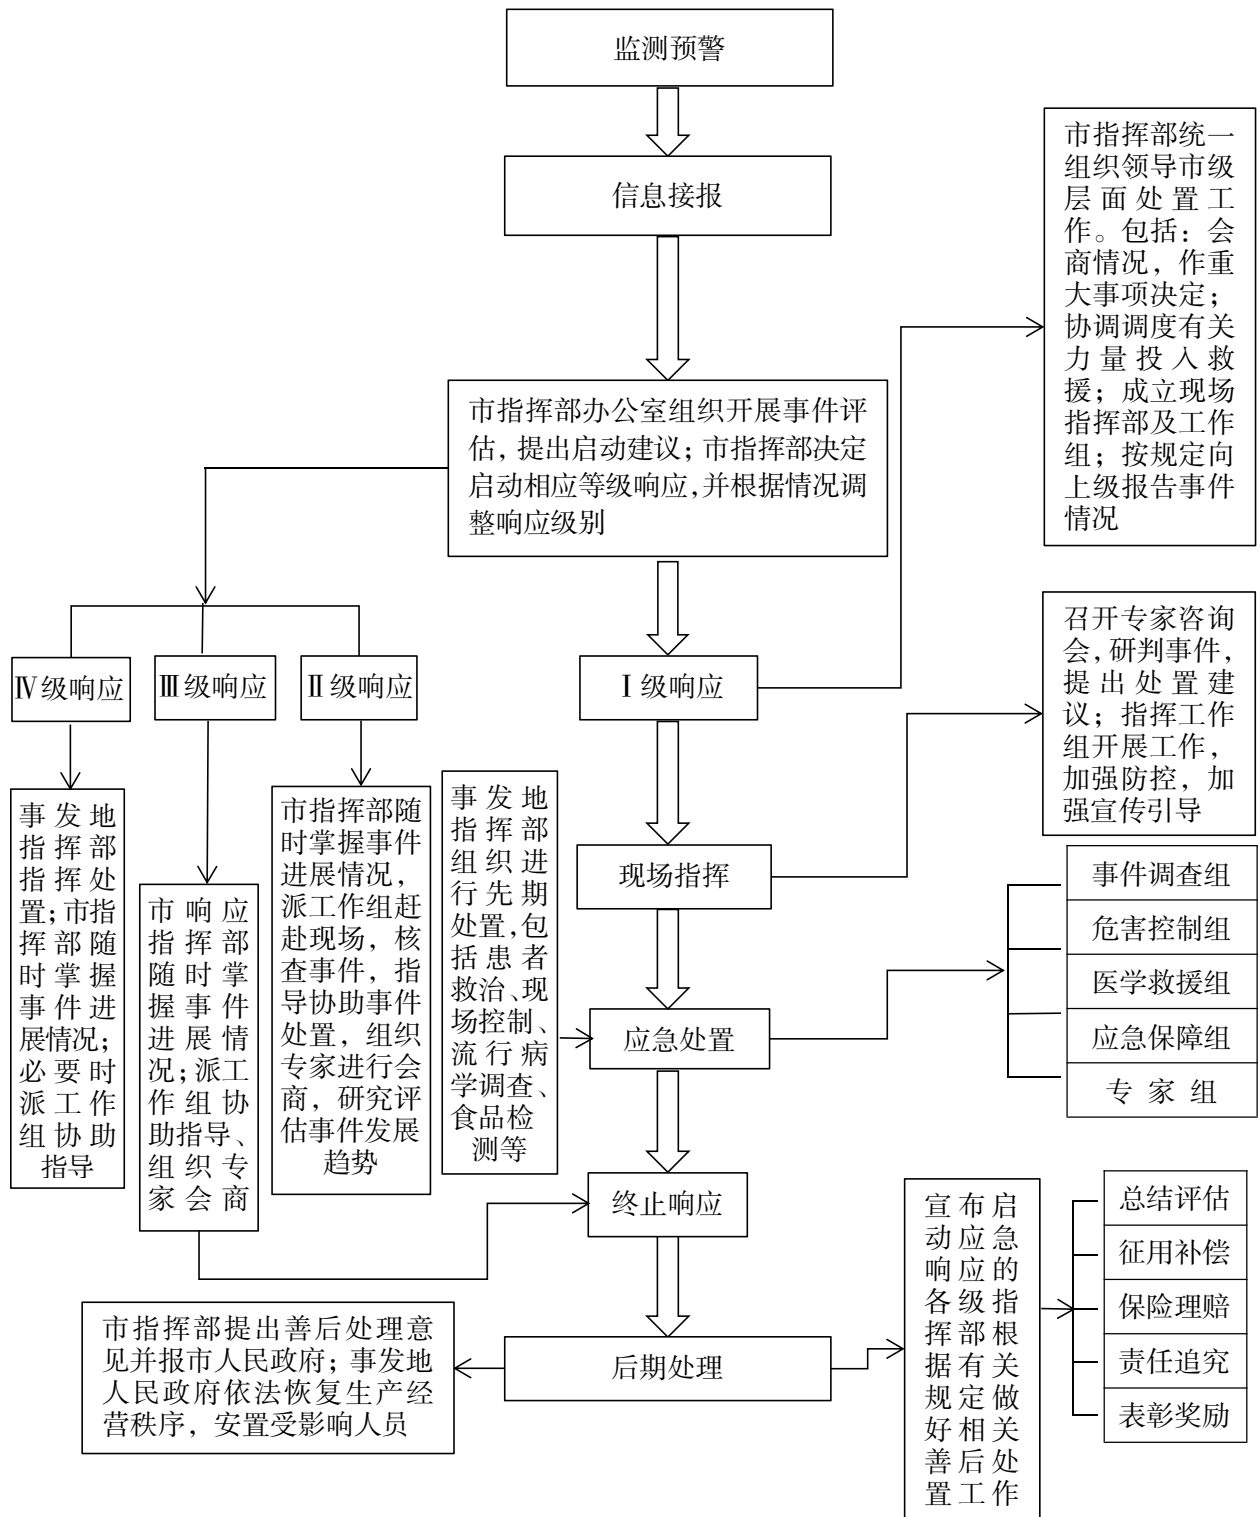 监测预警
信息接报
市指挥部统一
组织领导市级
层面处置工
作。包括：会
商情况，作重
大事项决定；
协调调度有关
力量投入救
援；成立现场
指挥部及工作
组；按规定向
上级报告事件
情况
市指挥部办公室组织开展事件评
估，提出启动建议；市指挥部决定
启动相应等级响应，并根据情况调
整响应级别
Ⅳ级响应
Ⅲ级响应
Ⅱ级响应
Ⅰ级响应
召开专家咨询
会，研判事件，
提出处置建
议；指挥工作
组开展工作，
加强防控，加
强宣传引导
事发地
指挥部
指挥处
置；市指
挥部随
时掌握
事件进
展情况；
必要时
派工作
组协助
指导
市响应
指挥部
随时掌
握事件
进展情
况；派工
作组协
助指导、
组织专
家会商
市指挥部随
时掌握事件
进展情况，
派工作组赶
赴现场，核
查事件，指
导协助事件
处置，组织
专家进行会
商，研究评
估事件发展
趋势
事发地
指挥部
组织进
行先期
处置，包
括患者
救治、现
场控制、
流行病
学调查、
食品检
测等
现场指挥
应急处置
事件调查组
危害控制组
医学救援组
应急保障组
专家组
终止响应
后期处理
市指挥部提出善后处理意
见并报市人民政府；事发地
人民政府依法恢复生产经
营秩序，安置受影响人员
宣布启
动应急
响应的
各级指
挥部根
据有关
规定做
好相关
善后处
置工作
总结评估
征用补偿
保险理赔
责任追究
表彰奖励